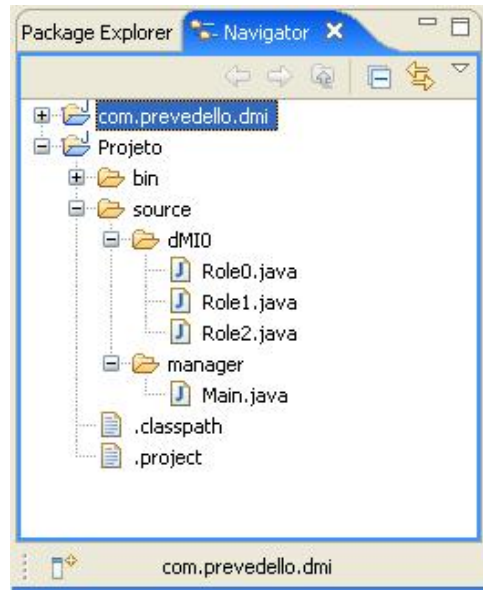 Package Explorer Navigator
com.prevedello.dmi
Projeto
bin
source
dMI0
Role0.java
Role1.java
Role2.java
manager
Main.java
.classpath
.project
com.prevedello.dmi